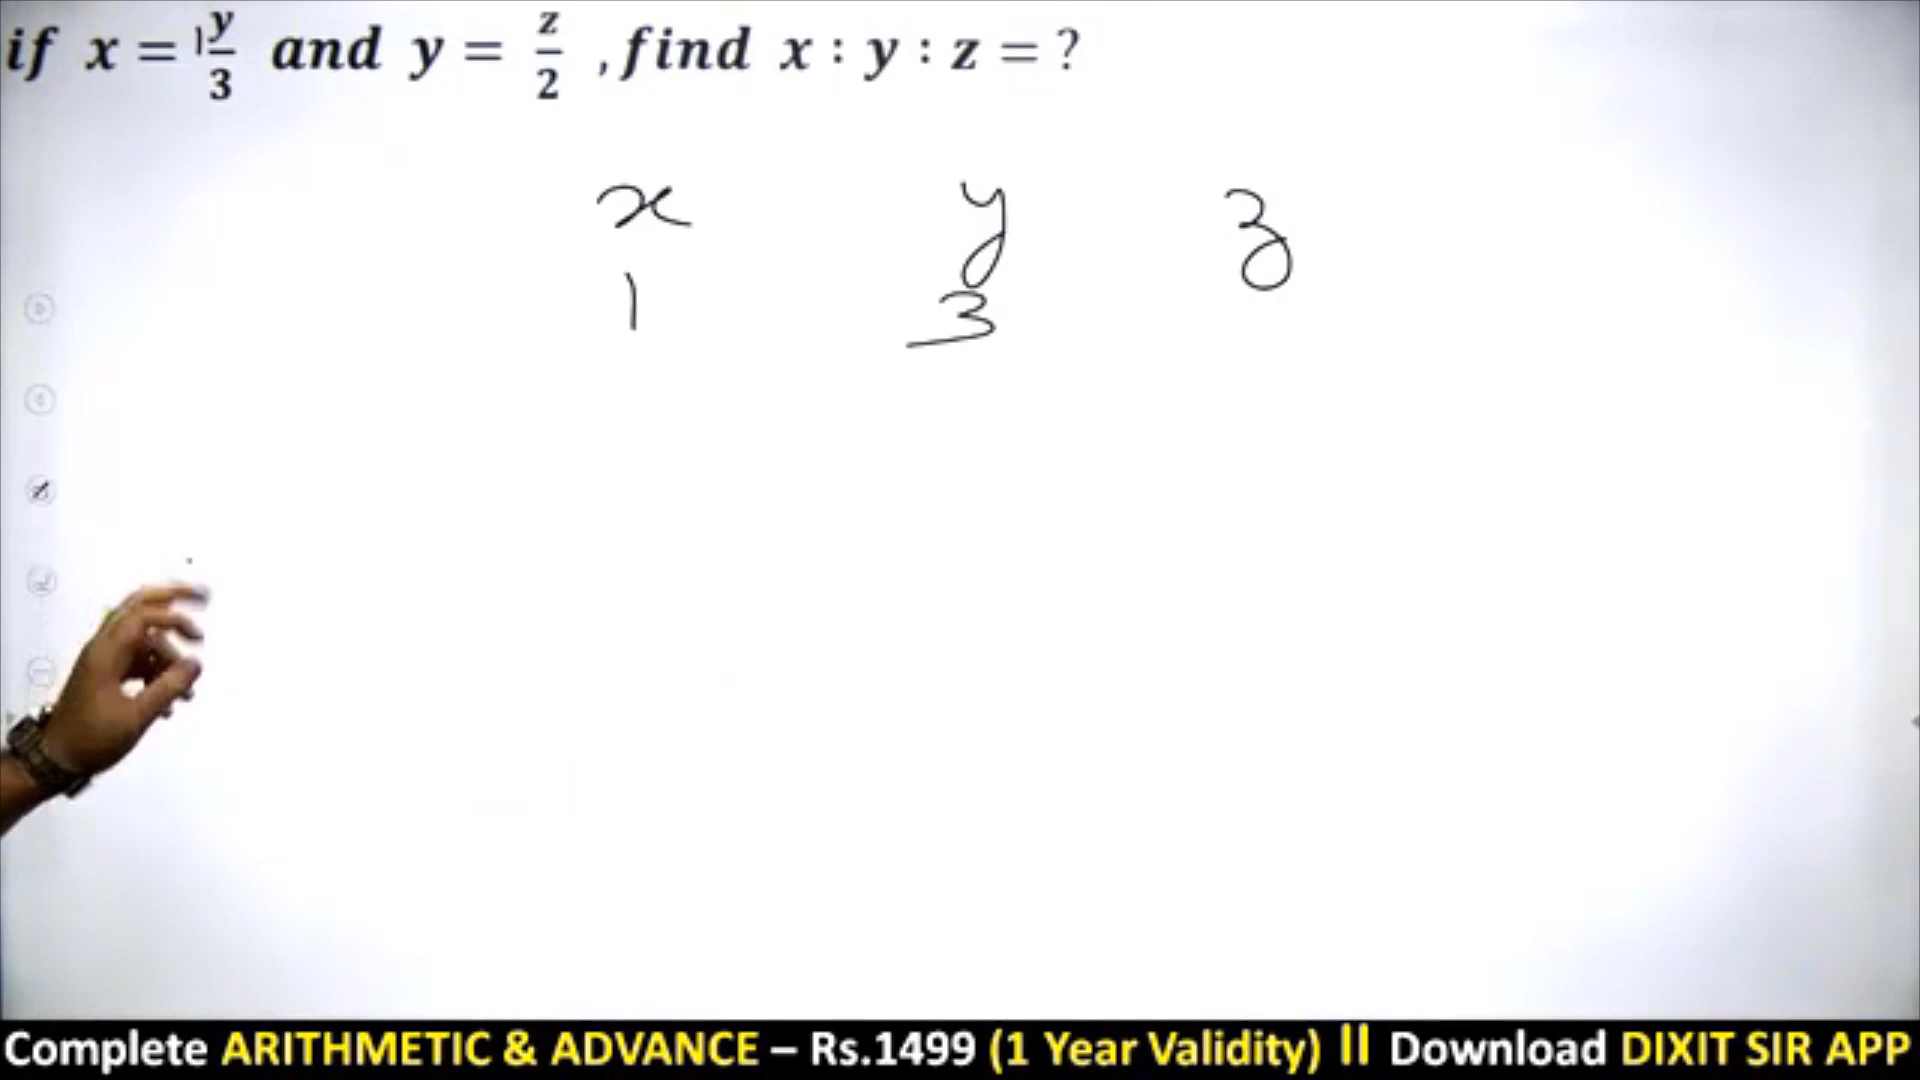 if x = 1y/3 and y = z/2 , find x : y : z = ?
x y z
1 3
Complete ARITHMETIC & ADVANCE – Rs.1499 (1 Year Validity) II Download DIXIT SIR APP